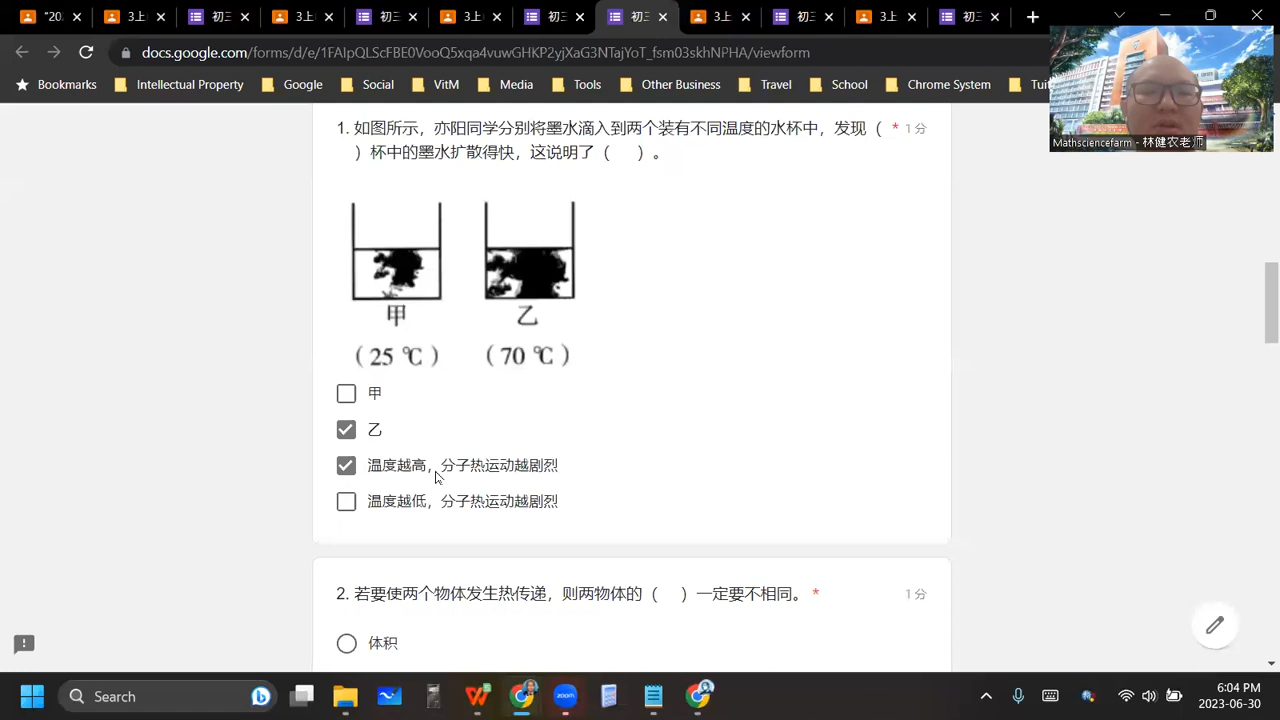 "20
3上
初三
3上
初三
3上
初三
初三
3上
初三
3上
初三
docs.google.com/forms/d/e/1FAIpQLScGE0VooQ5xqa4vumGHKP2yjXaG3NTajYoT_fsm03skhNPHA/viewform
Bookmarks
Intellectual Property
Google
VitM
Media
Tools
Other Business
Travel
School
Chrome System
Mathsciencefarm - 林健农老师
1. 如图所示，亦阳同学分别将墨水滴入到两个装有不同温度的水杯中，发现（ * 1 分
）杯中的墨水扩散得快，这说明了（ ）。
甲 乙
（25 ℃） （70 ℃）
甲
乙
温度越高，分子热运动越剧烈
温度越低，分子热运动越剧烈
2. 若要使两个物体发生热传递，则两物体的（ ）一定要不相同。 * 1 分
体积
Search
6:04 PM
2023-06-30